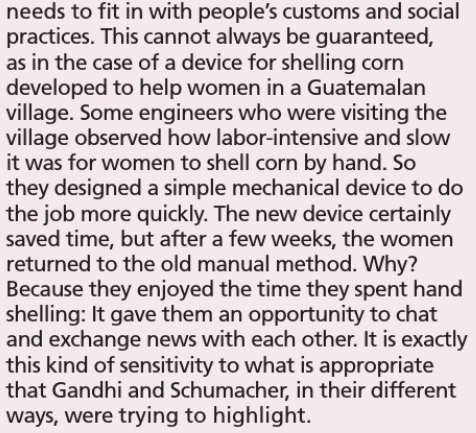 needs to fit in with people's customs and social
practices. This cannot always be guaranteed,
as in the case of a device for shelling corn
developed to help women in a Guatemalan
village. Some engineers who were visiting the
village observed how labor-intensive and slow
it was for women to shell corn by hand. So
they designed a simple mechanical device to do
the job more quickly. The new device certainly
saved time, but after a few weeks, the women
returned to the old manual method. Why?
Because they enjoyed the time they spent hand
shelling: It gave them an opportunity to chat
and exchange news with each other. It is exactly
this kind of sensitivity to what is appropriate
that Gandhi and Schumacher, in their different
ways, were trying to highlight.